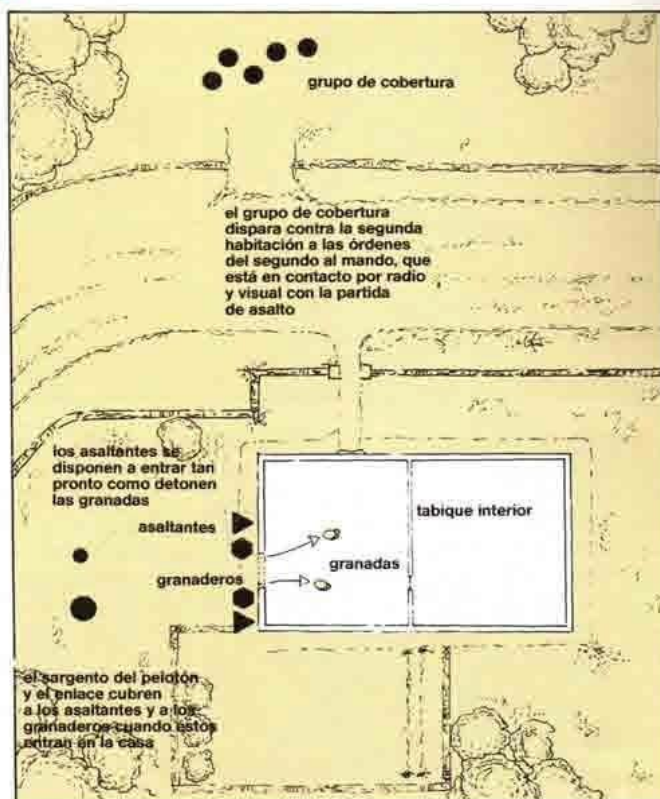 grupo de cobertura
el grupo de cobertura
dispara contra la segunda
habitación a las órdenes
del segundo al mando, que
está en contacto por radio
y visual con la partida
de asalto
los asaltantes se
disponen a entrar tan
pronto como detonen
las granadas
asaltantes
tabique interior
granadas
granaderos
el sargento del pelotón
y el enlace cubren
a los asaltantes y a los
granaderos cuando éstos
entran en la casa